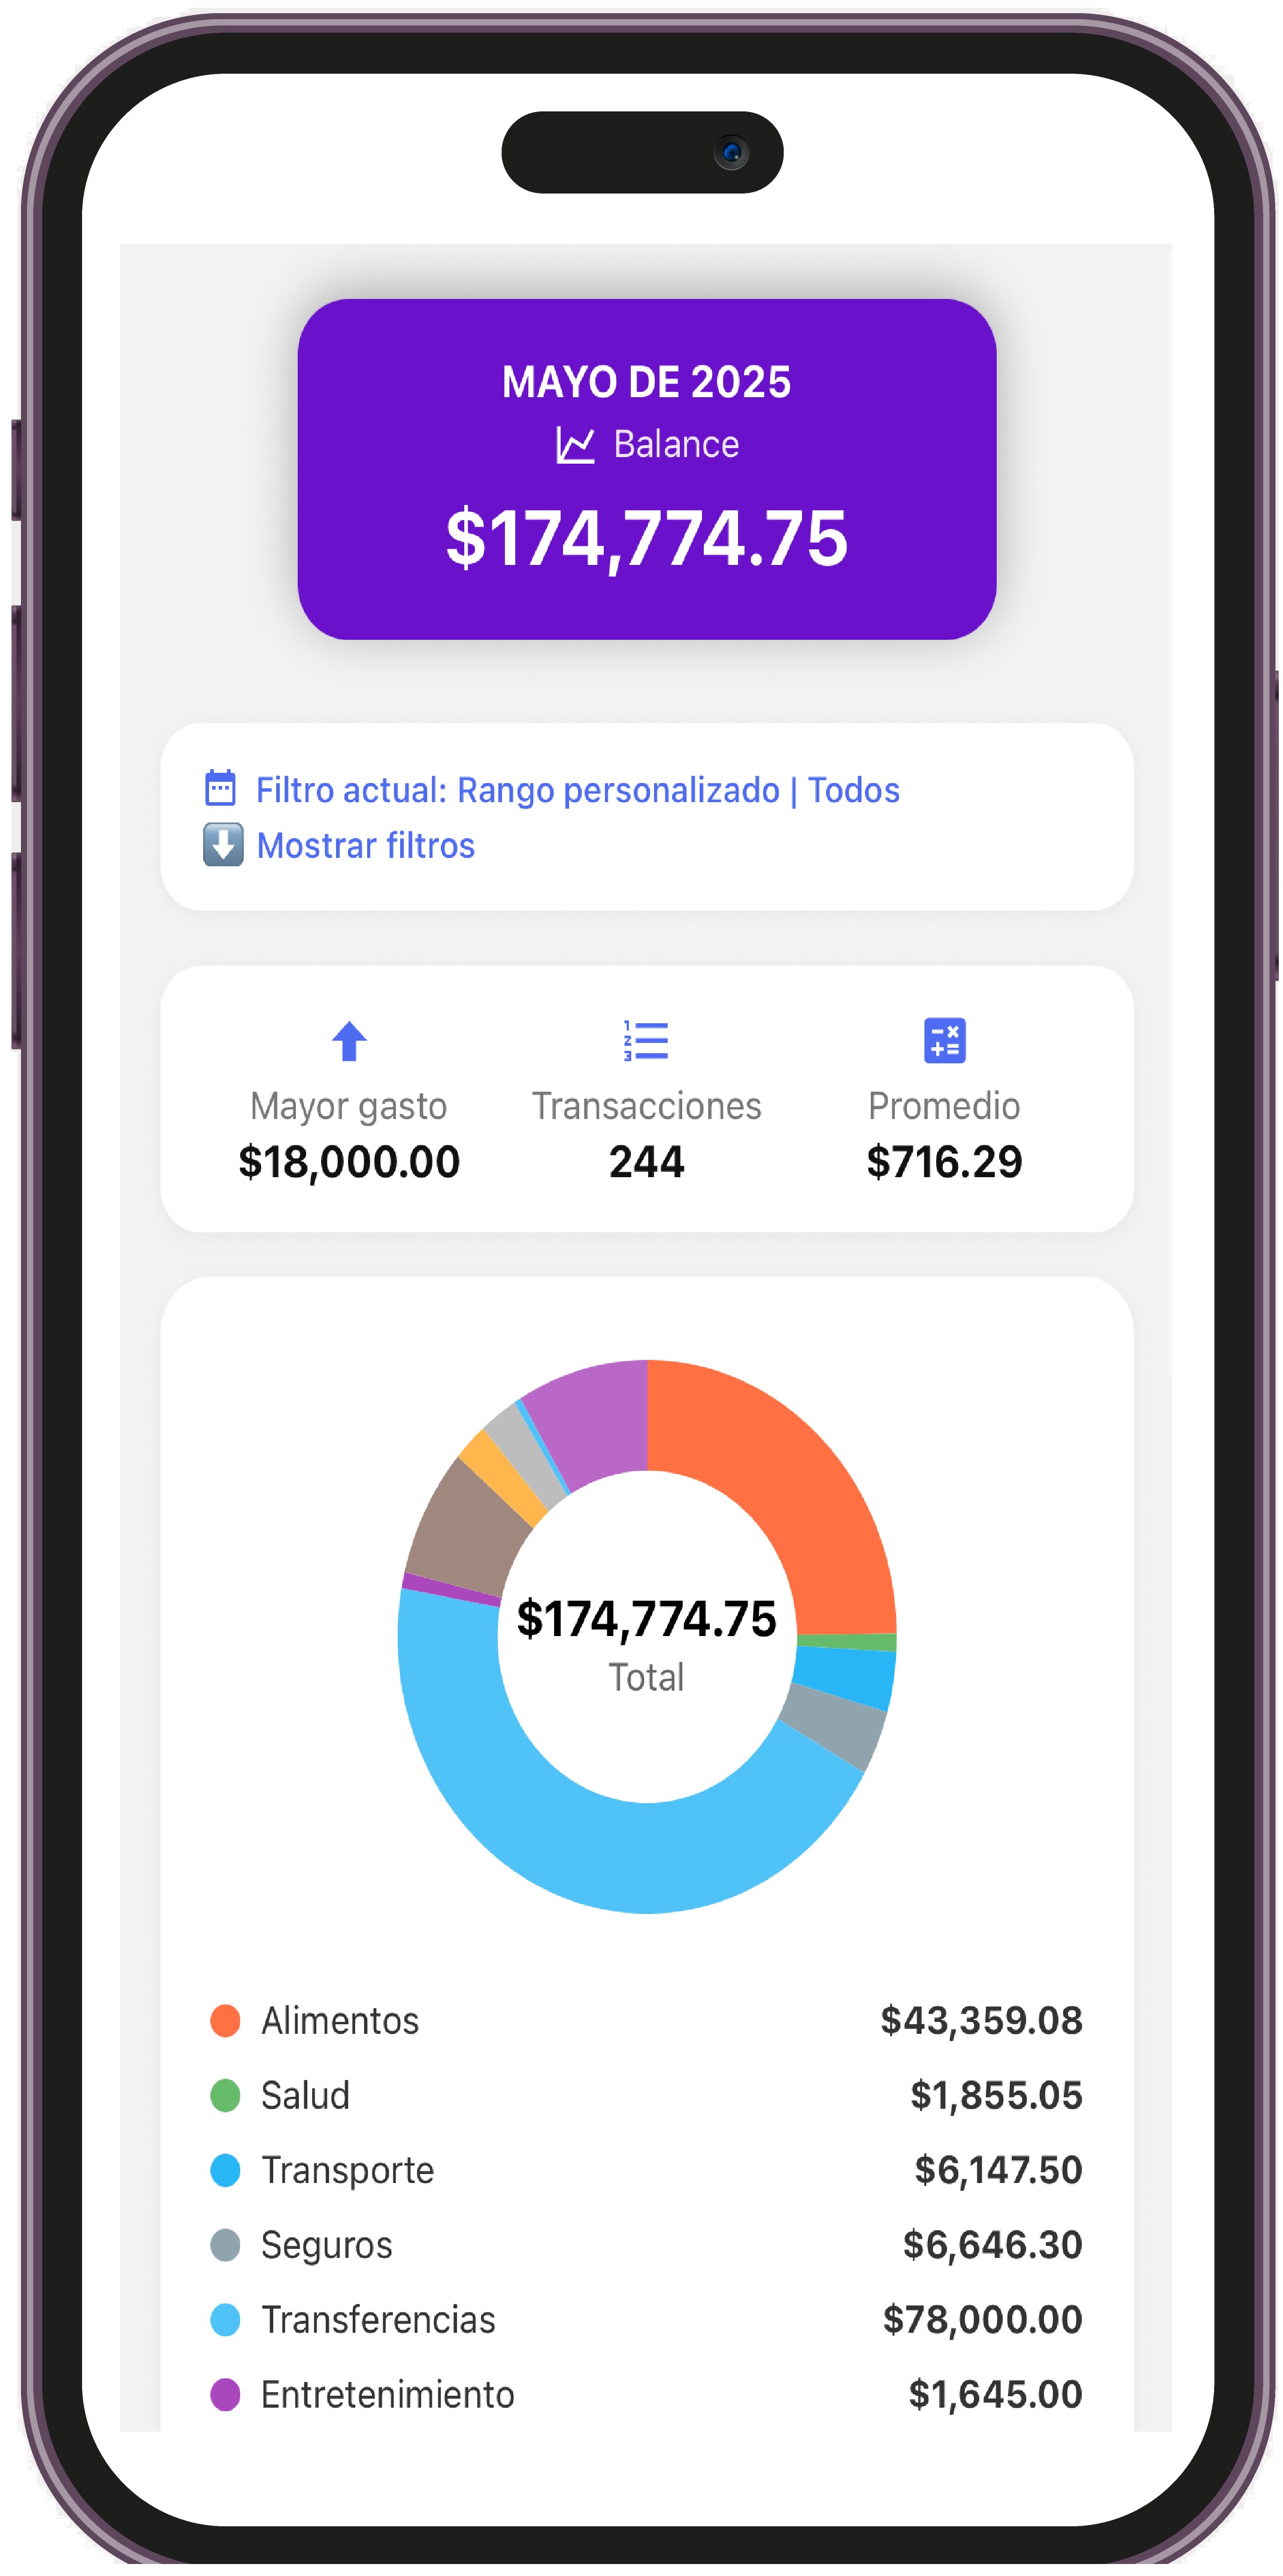 MAYO DE 2025
Balance
$174,774.75
Filtro actual: Rango personalizado | Todos
Mostrar filtros
Mayor gasto Transacciones Promedio
$18,000.00 244 $716.29
$174,774.75
Total
Alimentos $43,359.08
Salud $1,855.05
Transporte $6,147.50
Seguros $6,646.30
Transferencias $78,000.00
Entretenimiento $1,645.00